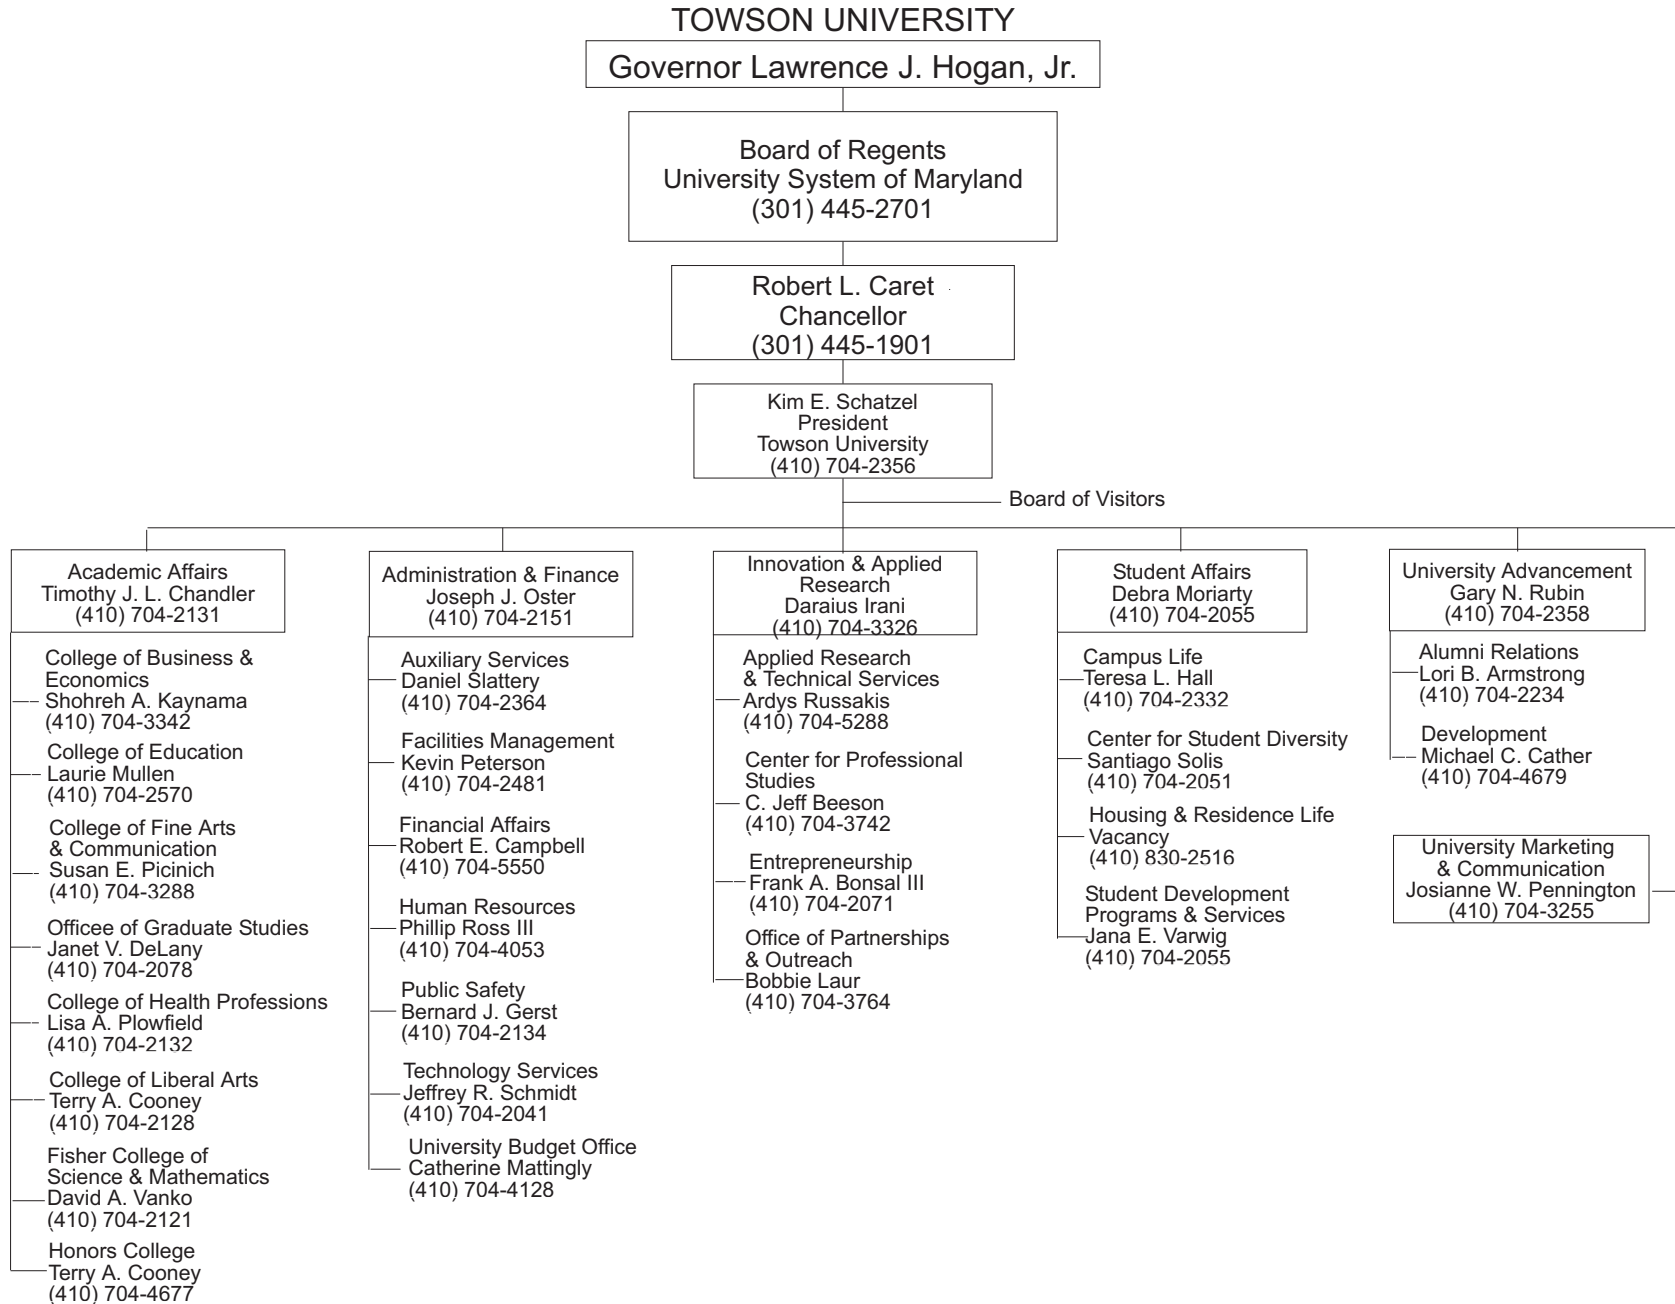 TOWSON UNIVERSITY
Governor Lawrence J. Hogan, Jr.
Board of Regents
University System of Maryland
(301) 445-2701
Robert L. Caret
Chancellor
(301) 445-1901
Kim E. Schatzel
President
Towson University
(410) 704-2356
Board of Visitors
Academic Affairs
Timothy J. L. Chandler
(410) 704-2131
College of Business &
Economics
Shohreh A. Kaynama
(410) 704-3342
College of Education
Laurie Mullen
(410) 704-2570
College of Fine Arts
& Communication
Susan E. Picinich
(410) 704-3288
Officee of Graduate Studies
Janet V. DeLany
(410) 704-2078
College of Health Professions
Lisa A. Plowfield
(410) 704-2132
College of Liberal Arts
Terry A. Cooney
(410) 704-2128
Fisher College of
Science & Mathematics
David A. Vanko
(410) 704-2121
Honors College
Terry A. Cooney
(410) 704-4677
Administration & Finance
Joseph J. Oster
(410) 704-2151
Auxiliary Services
Daniel Slattery
(410) 704-2364
Facilities Management
Kevin Peterson
(410) 704-2481
Financial Affairs
Robert E. Campbell
(410) 704-5550
Human Resources
Phillip Ross III
(410) 704-4053
Public Safety
Bernard J. Gerst
(410) 704-2134
Technology Services
Jeffrey R. Schmidt
(410) 704-2041
University Budget Office
Catherine Mattingly
(410) 704-4128
Innovation & Applied
Research
Daraius Irani
(410) 704-3326
Applied Research
& Technical Services
Ardys Russakis
(410) 704-5288
Center for Professional
Studies
C. Jeff Beeson
(410) 704-3742
Entrepreneurship
Frank A. Bonsal III
(410) 704-2071
Office of Partnerships
& Outreach
Bobbie Laur
(410) 704-3764
Student Affairs
Debra Moriarty
(410) 704-2055
Campus Life
Teresa L. Hall
(410) 704-2332
Center for Student Diversity
Santiago Solis
(410) 704-2051
Housing & Residence Life
Vacancy
(410) 830-2516
Student Development
Programs & Services
Jana E. Varwig
(410) 704-2055
University Advancement
Gary N. Rubin
(410) 704-2358
Alumni Relations
Lori B. Armstrong
(410) 704-2234
Development
Michael C. Cather
(410) 704-4679
University Marketing
& Communication
Josianne W. Pennington
(410) 704-3255